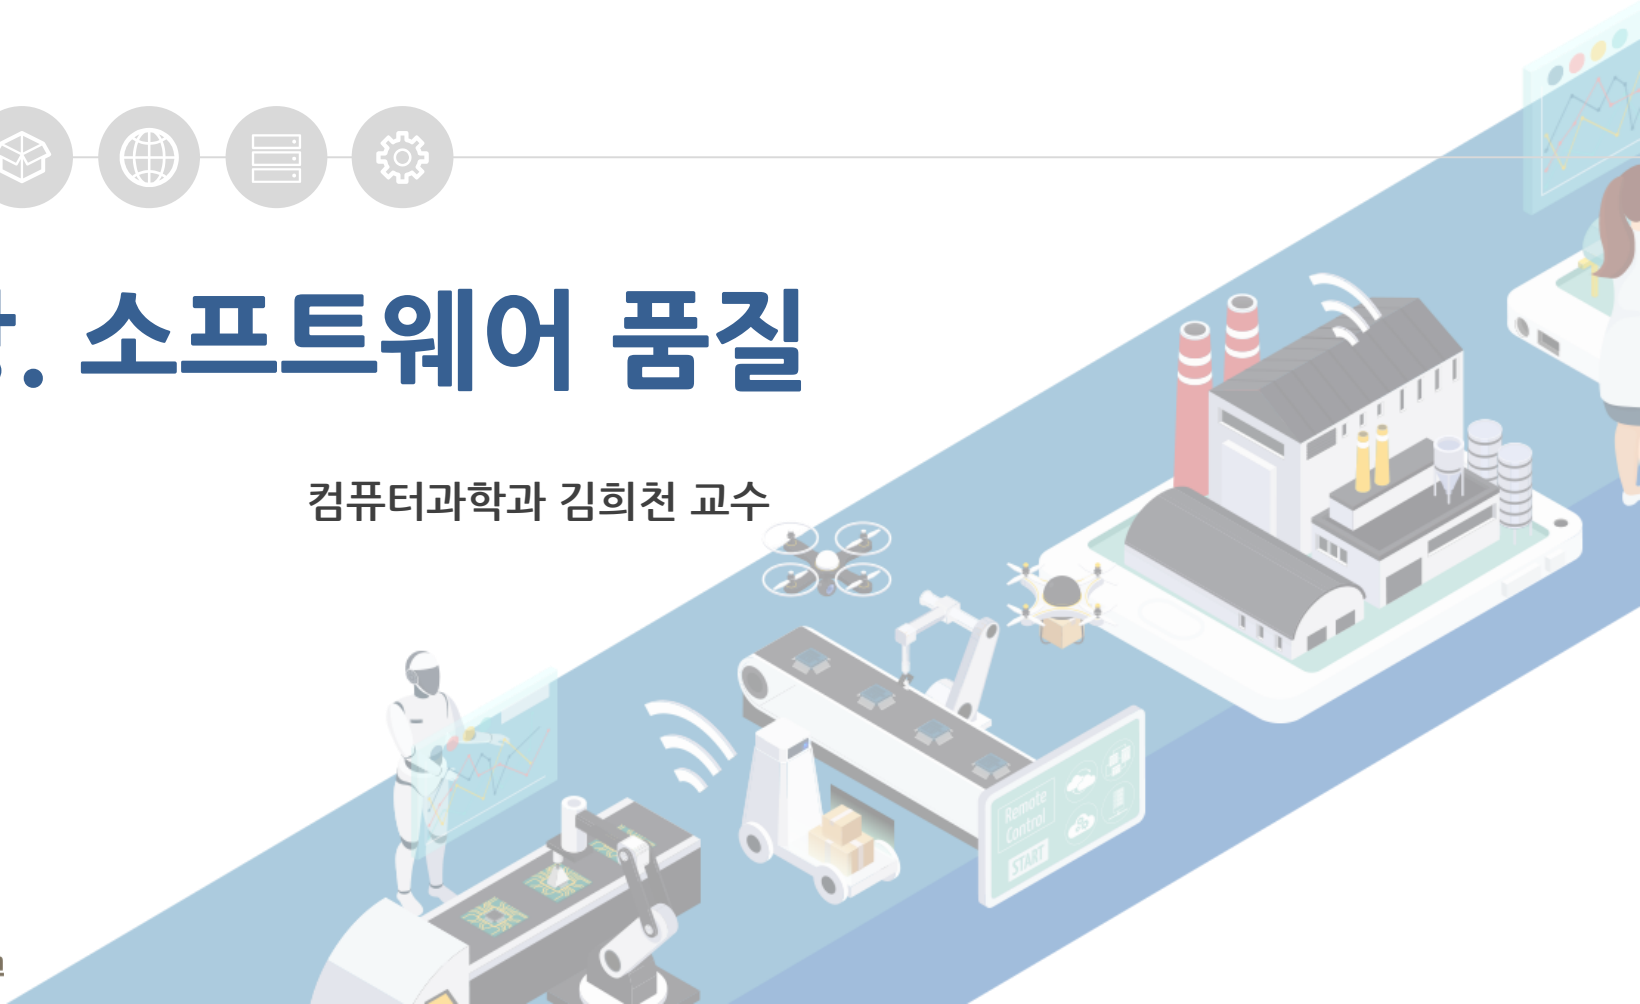 . 소프트웨어 품질
컴퓨터과학과 김희천 교수
Remote
Control
START